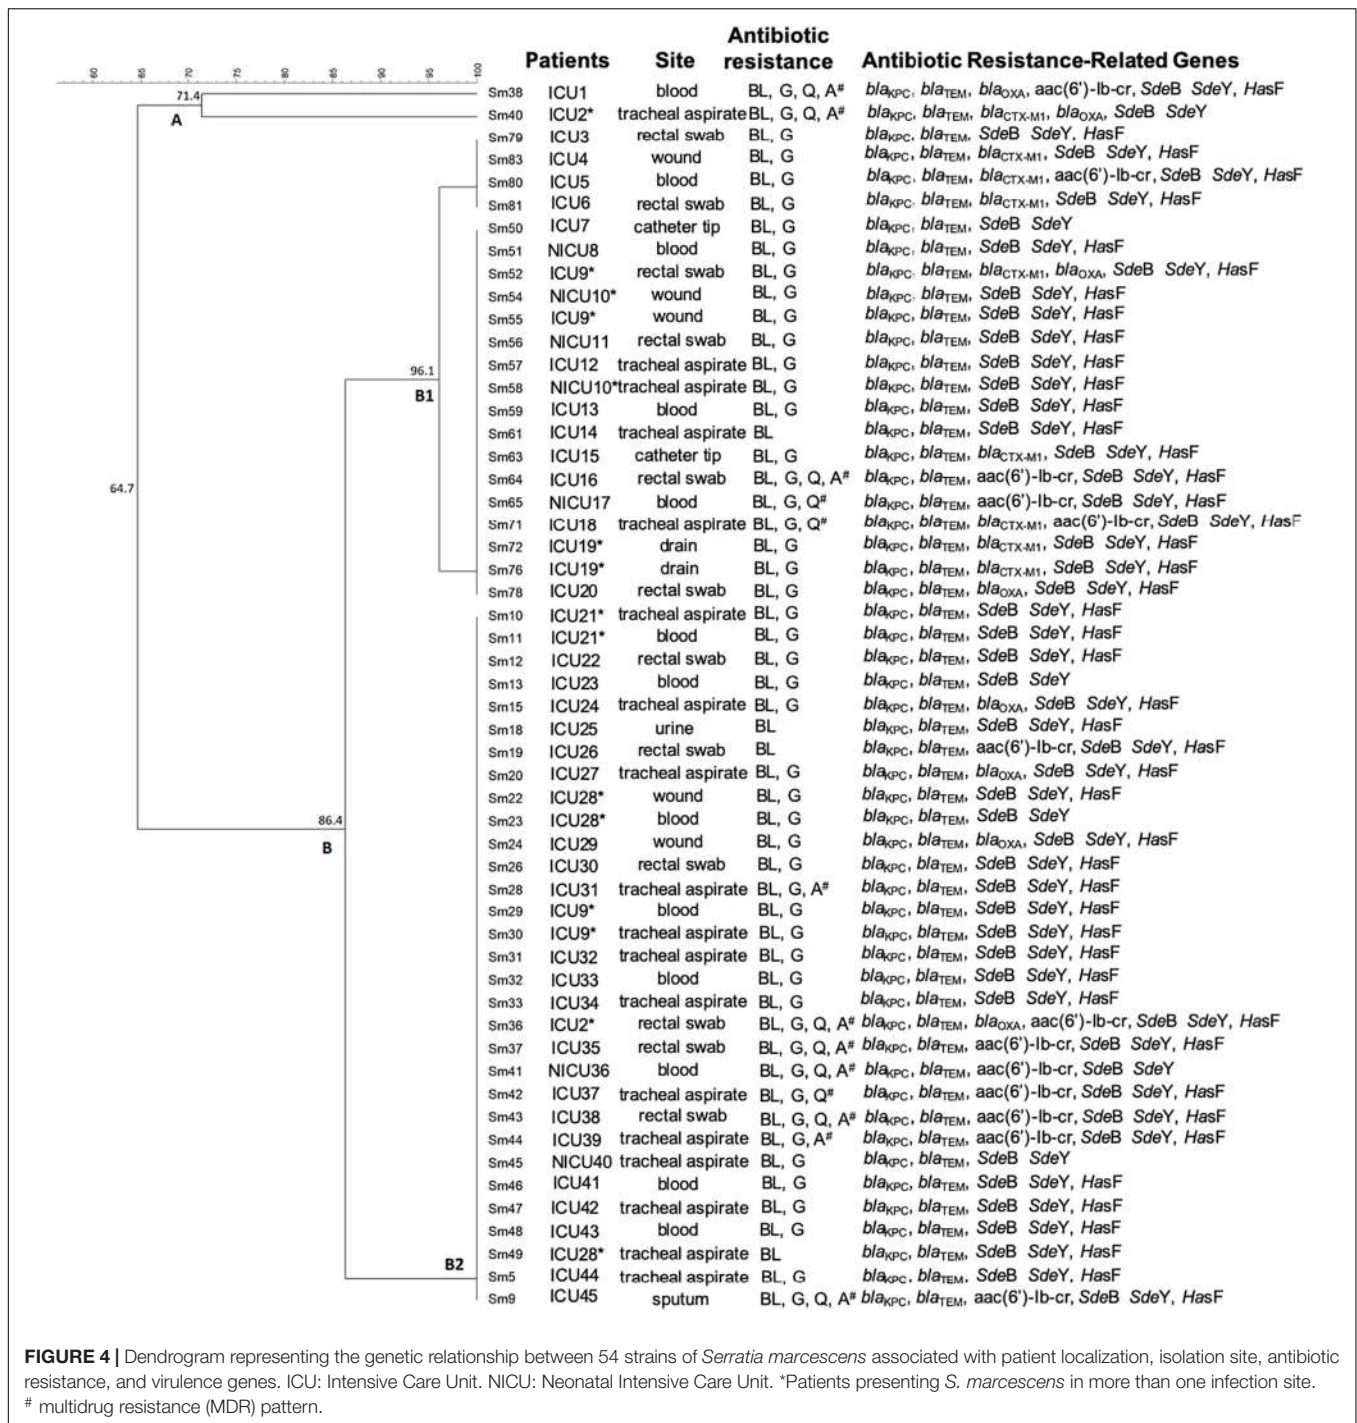 Patients Site Antibiotic resistance Antibiotic Resistance-Related Genes
60 65 70 75 80 85 90 95 100
71.4
A
96.1
B1
64.7
86.4
B
B2
Sm38 ICU1 blood BL, G, Q, A# blaKPC, blaTEM, blaOXA, aac(6')-Ib-cr, SdeB SdeY, HasF
Sm40 ICU2* tracheal aspirate BL, G, Q, A# blaKPC, blaTEM, blaCTX-M1, blaOXA, SdeB SdeY
Sm79 ICU3 rectal swab BL, G blaKPC, blaTEM, SdeB SdeY, HasF
Sm83 ICU4 wound BL, G blaKPC, blaTEM, blaCTX-M1, SdeB SdeY, HasF
Sm80 ICU5 blood BL, G blaKPC, blaTEM, blaCTX-M1, aac(6')-Ib-cr, SdeB SdeY, HasF
Sm81 ICU6 rectal swab BL, G blaKPC, blaTEM, blaCTX-M1, SdeB SdeY, HasF
Sm50 ICU7 catheter tip BL, G blaKPC, blaTEM, SdeB SdeY
Sm51 NICU8 blood BL, G blaKPC, blaTEM, SdeB SdeY, HasF
Sm52 ICU9* rectal swab BL, G blaKPC, blaTEM, blaCTX-M1, blaOXA, SdeB SdeY, HasF
Sm54 NICU10* wound BL, G blaKPC, blaTEM, SdeB SdeY, HasF
Sm55 ICU9* wound BL, G blaKPC, blaTEM, SdeB SdeY, HasF
Sm56 NICU11 rectal swab BL, G blaKPC, blaTEM, SdeB SdeY, HasF
Sm57 ICU12 tracheal aspirate BL, G blaKPC, blaTEM, SdeB SdeY, HasF
Sm58 NICU10* tracheal aspirate BL, G blaKPC, blaTEM, SdeB SdeY, HasF
Sm59 ICU13 blood BL, G blaKPC, blaTEM, SdeB SdeY, HasF
Sm61 ICU14 tracheal aspirate BL blaKPC, blaTEM, SdeB SdeY, HasF
Sm63 ICU15 catheter tip BL, G blaKPC, blaTEM, blaCTX-M1, SdeB SdeY, HasF
Sm64 ICU16 rectal swab BL, G, Q, A# blaKPC, blaTEM, aac(6')-Ib-cr, SdeB SdeY, HasF
Sm65 NICU17 blood BL, G, Q# blaKPC, blaTEM, aac(6')-Ib-cr, SdeB SdeY, HasF
Sm71 ICU18 tracheal aspirate BL, G, Q# blaKPC, blaTEM, blaCTX-M1, aac(6')-Ib-cr, SdeB SdeY, HasF
Sm72 ICU19* drain BL, G blaKPC, blaTEM, blaCTX-M1, SdeB SdeY, HasF
Sm76 ICU19* drain BL, G blaKPC, blaTEM, blaCTX-M1, SdeB SdeY, HasF
Sm78 ICU20 rectal swab BL, G blaKPC, blaTEM, blaOXA, SdeB SdeY, HasF
Sm10 ICU21* tracheal aspirate BL, G blaKPC, blaTEM, SdeB SdeY, HasF
Sm11 ICU21* blood BL, G blaKPC, blaTEM, SdeB SdeY, HasF
Sm12 ICU22 rectal swab BL, G blaKPC, blaTEM, SdeB SdeY, HasF
Sm13 ICU23 blood BL, G blaKPC, blaTEM, SdeB SdeY
Sm15 ICU24 tracheal aspirate BL, G blaKPC, blaTEM, blaOXA, SdeB SdeY, HasF
Sm18 ICU25 urine BL blaKPC, blaTEM, SdeB SdeY, HasF
Sm19 ICU26 rectal swab BL blaKPC, blaTEM, aac(6')-Ib-cr, SdeB SdeY, HasF
Sm20 ICU27 tracheal aspirate BL, G blaKPC, blaTEM, blaOXA, SdeB SdeY, HasF
Sm22 ICU28* wound BL, G blaKPC, blaTEM, SdeB SdeY, HasF
Sm23 ICU28* blood BL, G blaKPC, blaTEM, SdeB SdeY
Sm24 ICU29 wound BL, G blaKPC, blaTEM, blaOXA, SdeB SdeY, HasF
Sm26 ICU30 rectal swab BL, G blaKPC, blaTEM, SdeB SdeY, HasF
Sm28 ICU31 tracheal aspirate BL, G, A# blaKPC, blaTEM, SdeB SdeY, HasF
Sm29 ICU9* blood BL, G blaKPC, blaTEM, SdeB SdeY, HasF
Sm30 ICU9* tracheal aspirate BL, G blaKPC, blaTEM, SdeB SdeY, HasF
Sm31 ICU32 tracheal aspirate BL, G blaKPC, blaTEM, SdeB SdeY, HasF
Sm32 ICU33 blood BL, G blaKPC, blaTEM, SdeB SdeY, HasF
Sm33 ICU34 tracheal aspirate BL, G blaKPC, blaTEM, SdeB SdeY, HasF
Sm36 ICU2* rectal swab BL, G, Q, A# blaKPC, blaTEM, blaOXA, aac(6')-Ib-cr, SdeB SdeY, HasF
Sm37 ICU35 rectal swab BL, G, Q, A# blaKPC, blaTEM, aac(6')-Ib-cr, SdeB SdeY, HasF
Sm41 NICU36 blood BL, G, Q, A# blaKPC, blaTEM, aac(6')-Ib-cr, SdeB SdeY
Sm42 ICU37 tracheal aspirate BL, G, Q# blaKPC, blaTEM, aac(6')-Ib-cr, SdeB SdeY, HasF
Sm43 ICU38 rectal swab BL, G, Q, A# blaKPC, blaTEM, aac(6')-Ib-cr, SdeB SdeY, HasF
Sm44 ICU39 tracheal aspirate BL, G, A# blaKPC, blaTEM, aac(6')-Ib-cr, SdeB SdeY, HasF
Sm45 NICU40 tracheal aspirate BL, G blaKPC, blaTEM, SdeB SdeY
Sm46 ICU41 blood BL, G blaKPC, blaTEM, SdeB SdeY, HasF
Sm47 ICU42 tracheal aspirate BL, G blaKPC, blaTEM, SdeB SdeY, HasF
Sm48 ICU43 blood BL, G blaKPC, blaTEM, SdeB SdeY, HasF
Sm49 ICU28* tracheal aspirate BL blaKPC, blaTEM, SdeB SdeY, HasF
Sm5 ICU44 tracheal aspirate BL, G blaKPC, blaTEM, SdeB SdeY, HasF
Sm9 ICU45 sputum BL, G, Q, A# blaKPC, blaTEM, aac(6')-Ib-cr, SdeB SdeY, HasF
FIGURE 4 | Dendrogram representing the genetic relationship between 54 strains of Serratia marcescens associated with patient localization, isolation site, antibiotic
resistance, and virulence genes. ICU: Intensive Care Unit. NICU: Neonatal Intensive Care Unit. *Patients presenting S. marcescens in more than one infection site.
# multidrug resistance (MDR) pattern.